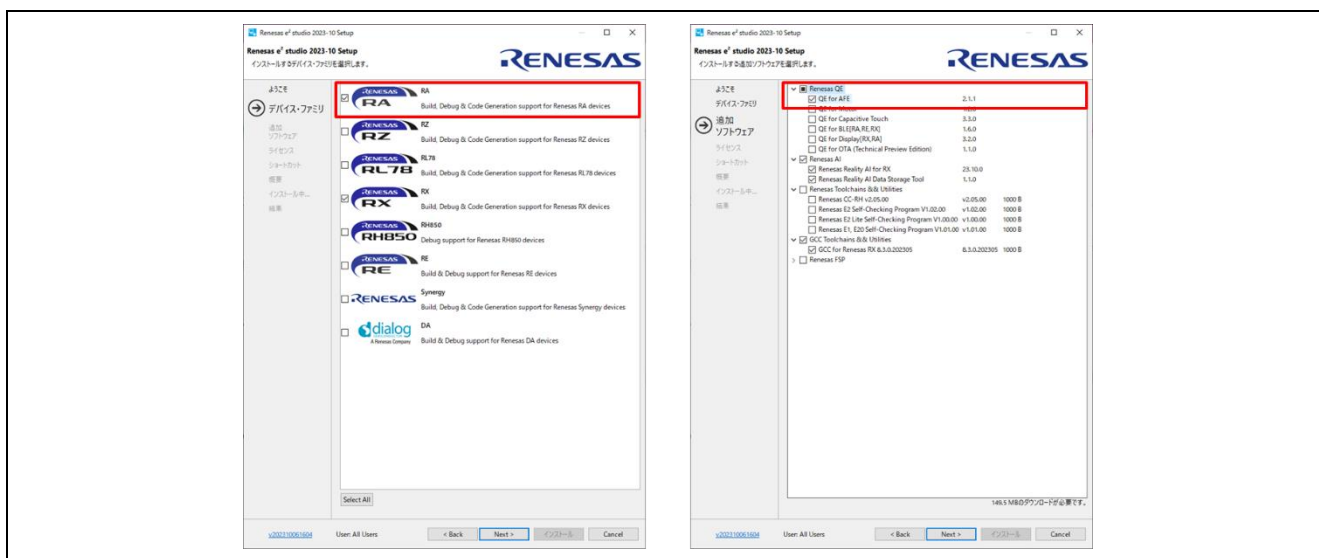 Renesas e² studio 2023-10 Setup
Renesas e² studio 2023-10 Setup
インストールするデバイス・ファミリを選択します。
RENESAS
ようこそ
デバイス・ファミリ
追加
ソフトウェア
ライセンス
ショートカット
概要
インストール中...
結果
RENESAS
RA
RA
Build, Debug & Code Generation support for Renesas RA devices
RENESAS
RZ
RZ
Build, Debug & Code Generation support for Renesas RZ devices
RENESAS
RL78
RL78
Build, Debug & Code Generation support for Renesas RL78 devices
RENESAS
RX
RX
Build, Debug & Code Generation support for Renesas RX devices
RENESAS
RH850
RH850
Debug support for Renesas RH850 devices
RENESAS
RE
RE
Build & Debug support for Renesas RE devices
RENESAS
Synergy
Build, Debug & Code Generation support for Renesas Synergy devices
dialog
SEMICONDUCTOR
A Renesas Company
DA
Build & Debug support for Renesas DA devices
Select All
v202310061604
User: All Users
< Back
Next >
インストール
Cancel
Renesas e² studio 2023-10 Setup
Renesas e² studio 2023-10 Setup
インストールする追加ソフトウェアを選択します。
RENESAS
ようこそ
デバイス・ファミリ
追加
ソフトウェア
ライセンス
ショートカット
概要
インストール中...
結果
Renesas QE
QE for AFE 2.1.1
QE for Motor
QE for Capacitive Touch 3.3.0
QE for BLE[RA,RE,RX] 1.6.0
QE for Display[RX,RA] 3.2.0
QE for OTA (Technical Preview Edition) 1.1.0
Renesas AI
Renesas Reality AI for RX 23.10.0
Renesas Reality AI Data Storage Tool 1.1.0
Renesas Toolchains && Utilities
Renesas CC-RH v2.05.00 v2.05.00 1000 B
Renesas E2 Self-Checking Program V1.02.00 v1.02.00 1000 B
Renesas E2 Lite Self-Checking Program V1.00.00 v1.00.00 1000 B
Renesas E1, E20 Self-Checking Program V1.01.00 v1.01.00 1000 B
GCC Toolchains && Utilities
GCC for Renesas RX 8.3.0.202305 8.3.0.202305 1000 B
Renesas FSP
149.5 MBのダウンロードが必要です。
v202310061604
User: All Users
< Back
Next >
インストール
Cancel